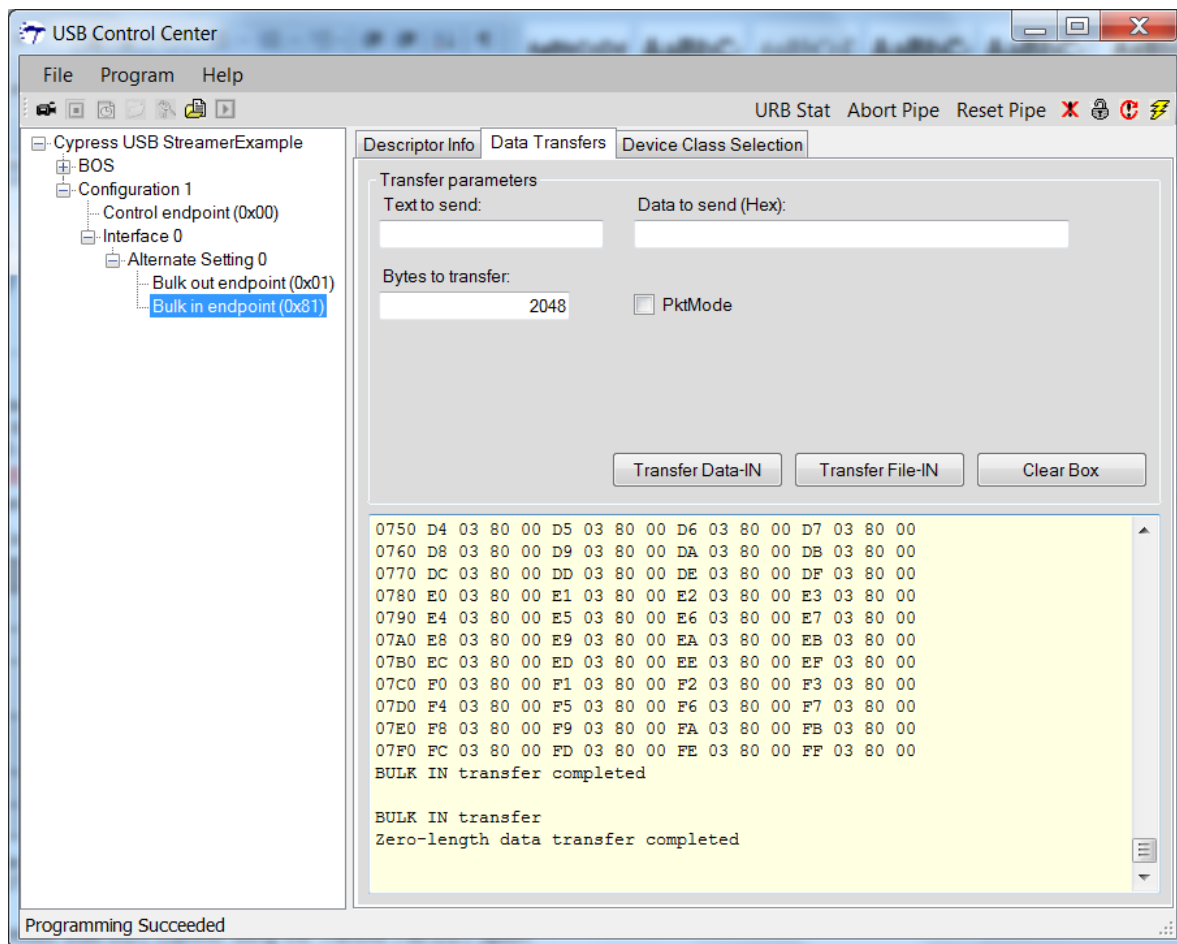 USB Control Center
File Program Help
URB Stat Abort Pipe Reset Pipe
Cypress USB StreamerExample
BOS
Configuration 1
Control endpoint (0x00)
Interface 0
Alternate Setting 0
Bulk out endpoint (0x01)
Bulk in endpoint (0x81)
Descriptor Info Data Transfers Device Class Selection
Transfer parameters
Text to send: Data to send (Hex):
Bytes to transfer:
2048 PktMode
Transfer Data-IN Transfer File-IN Clear Box
0750 D4 03 80 00 D5 03 80 00 D6 03 80 00 D7 03 80 00
0760 D8 03 80 00 D9 03 80 00 DA 03 80 00 DB 03 80 00
0770 DC 03 80 00 DD 03 80 00 DE 03 80 00 DF 03 80 00
0780 E0 03 80 00 E1 03 80 00 E2 03 80 00 E3 03 80 00
0790 E4 03 80 00 E5 03 80 00 E6 03 80 00 E7 03 80 00
07A0 E8 03 80 00 E9 03 80 00 EA 03 80 00 EB 03 80 00
07B0 EC 03 80 00 ED 03 80 00 EE 03 80 00 EF 03 80 00
07C0 F0 03 80 00 F1 03 80 00 F2 03 80 00 F3 03 80 00
07D0 F4 03 80 00 F5 03 80 00 F6 03 80 00 F7 03 80 00
07E0 F8 03 80 00 F9 03 80 00 FA 03 80 00 FB 03 80 00
07F0 FC 03 80 00 FD 03 80 00 FE 03 80 00 FF 03 80 00
BULK IN transfer completed
BULK IN transfer
Zero-length data transfer completed
Programming Succeeded